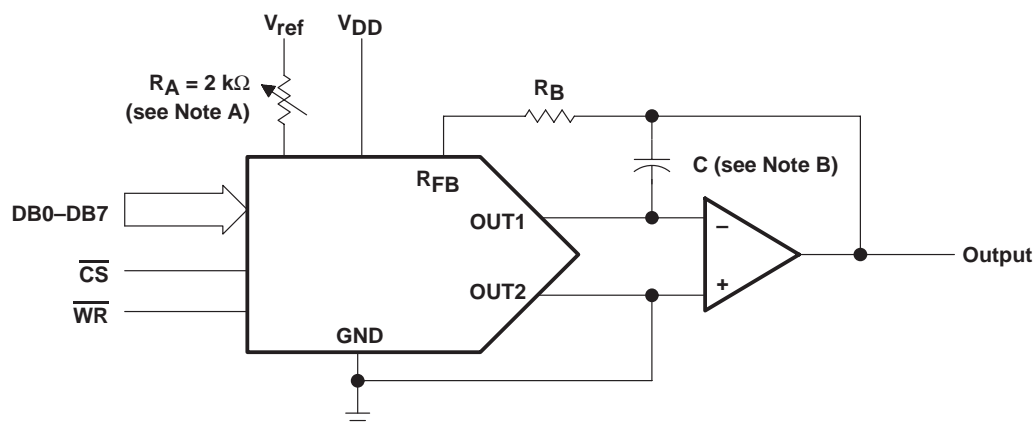 Vref
VDD
RA = 2 kΩ
(see Note A)
RB
C (see Note B)
RFB
DB0–DB7
OUT1
–
Output
CS
OUT2
+
WR
GND